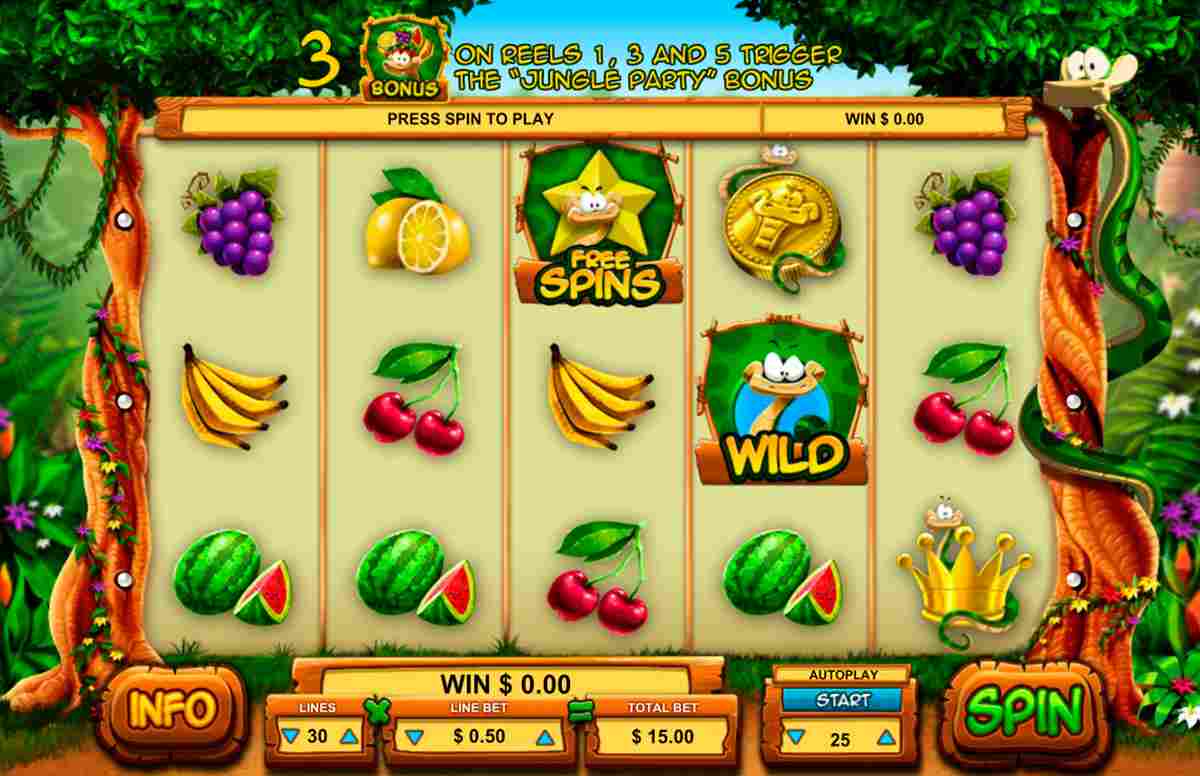 3 BONUS ON REELS 1, 3 AND 5 TRIGGER
THE "JUNGLE PARTY" BONUS
PRESS SPIN TO PLAY WIN $ 0.00
FREE
SPINS
WILD
WIN $ 0.00
AUTOPLAY
START
INFO
LINES LINE BET TOTAL BET
30 × $ 0.50 = $ 15.00
25
SPIN